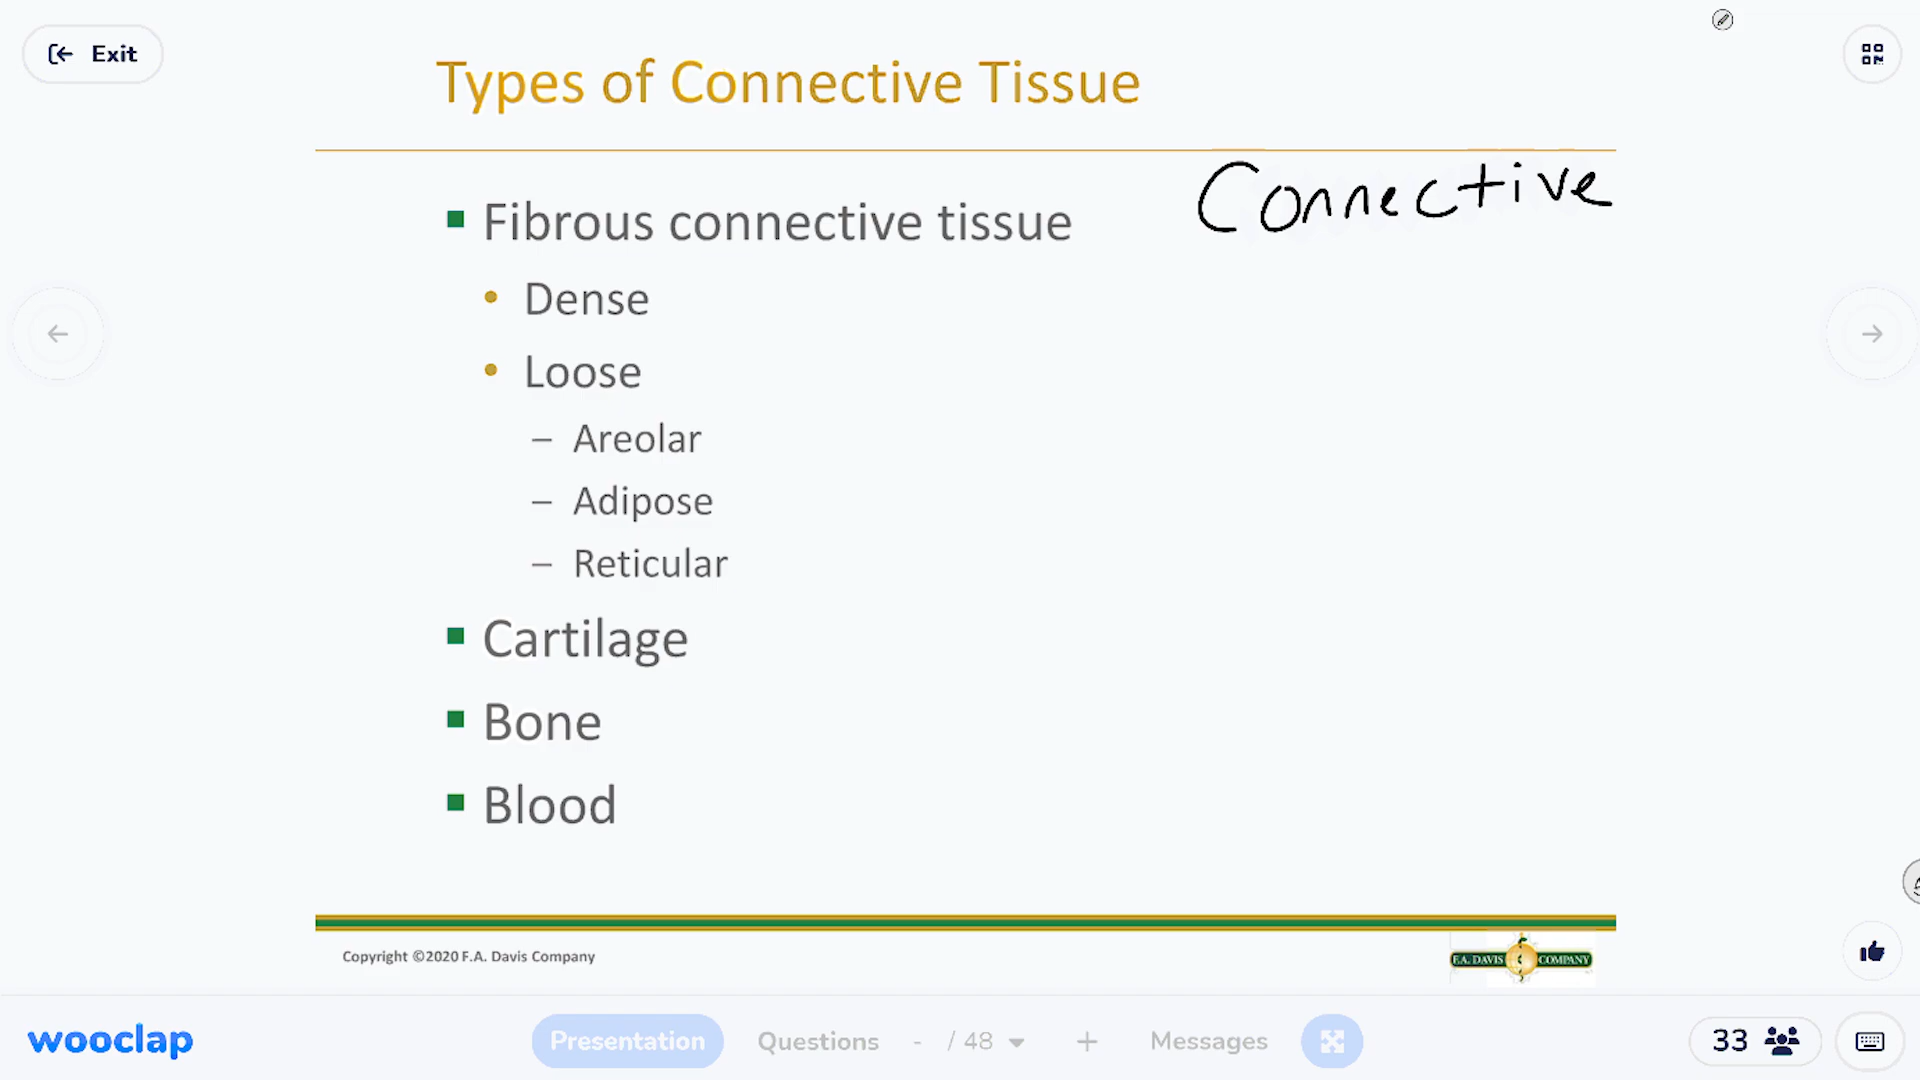 Exit
Types of Connective Tissue
Connective
Fibrous connective tissue
Dense
Loose
– Areolar
– Adipose
– Reticular
Cartilage
Bone
Blood
Copyright ©2020 F.A. Davis Company
F.A. DAVIS COMPANY
wooclap
Presentation Questions - / 48 + Messages 33